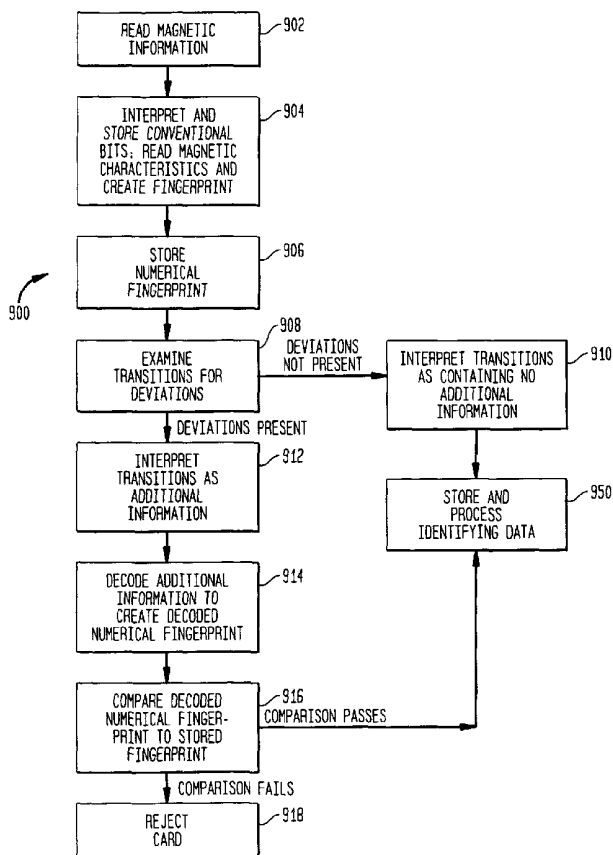 READ MAGNETIC
INFORMATION
902
INTERPRET AND
STORE CONVENTIONAL
BITS; READ MAGNETIC
CHARACTERISTICS AND
CREATE FINGERPRINT
904
STORE
NUMERICAL
FINGERPRINT
906
900
EXAMINE
TRANSITIONS FOR
DEVIATIONS
908
DEVIATIONS
NOT PRESENT
INTERPRET TRANSITIONS
AS CONTAINING NO
ADDITIONAL
INFORMATION
910
DEVIATIONS PRESENT
INTERPRET
TRANSITIONS AS
ADDITIONAL
INFORMATION
912
STORE AND
PROCESS
IDENTIFYING DATA
950
DECODE ADDITIONAL
INFORMATION TO
CREATE DECODED
NUMERICAL FINGERPRINT
914
COMPARE DECODED
NUMERICAL FINGER-
PRINT TO STORED
FINGERPRINT
916
COMPARISON PASSES
COMPARISON FAILS
REJECT
CARD
918